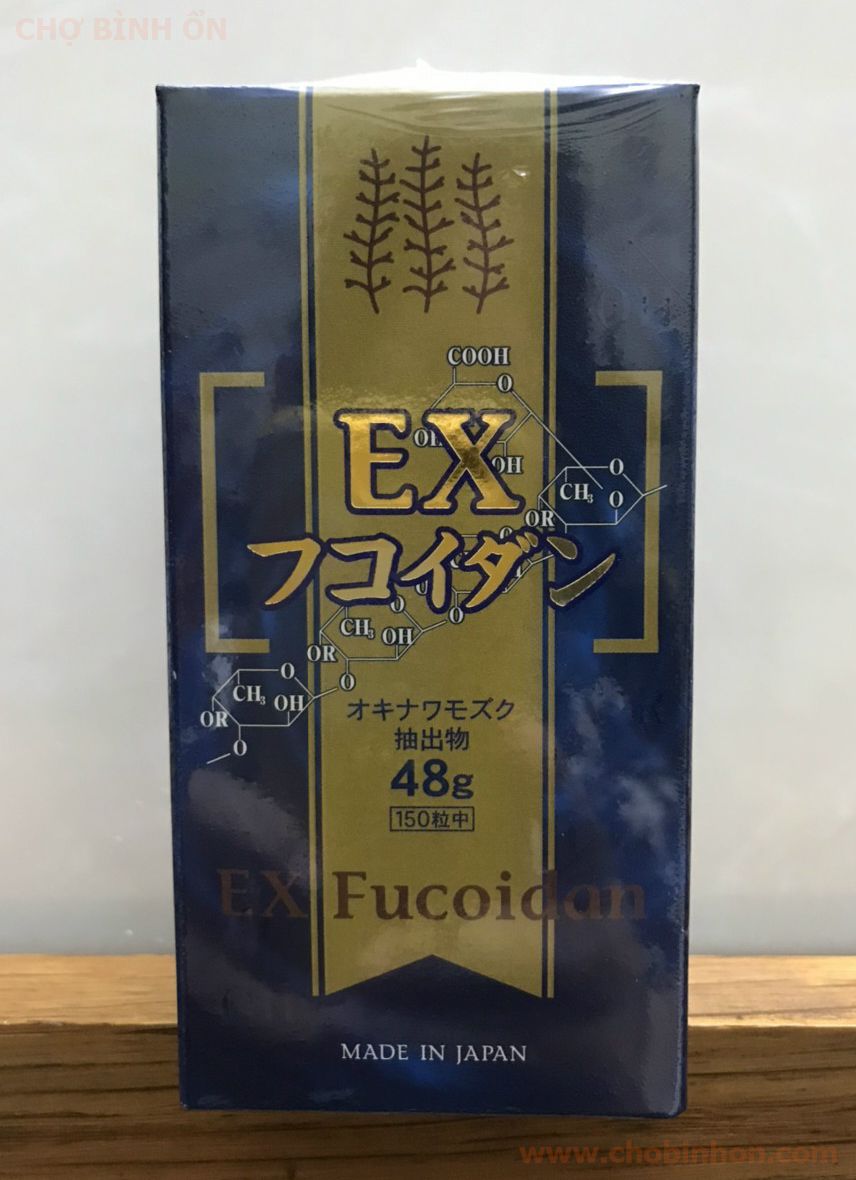 CHỢ BÌNH ỔN
COOH
O
OH
OH
O
CH₃
O
OR
EX
フコイダン
O
CH₃
OH
O
OR
O
O
CH₃
OH
OR
O
オキナワモズク
抽出物
48g
150粒中
EX Fucoidan
MADE IN JAPAN
www.chobinhon.com